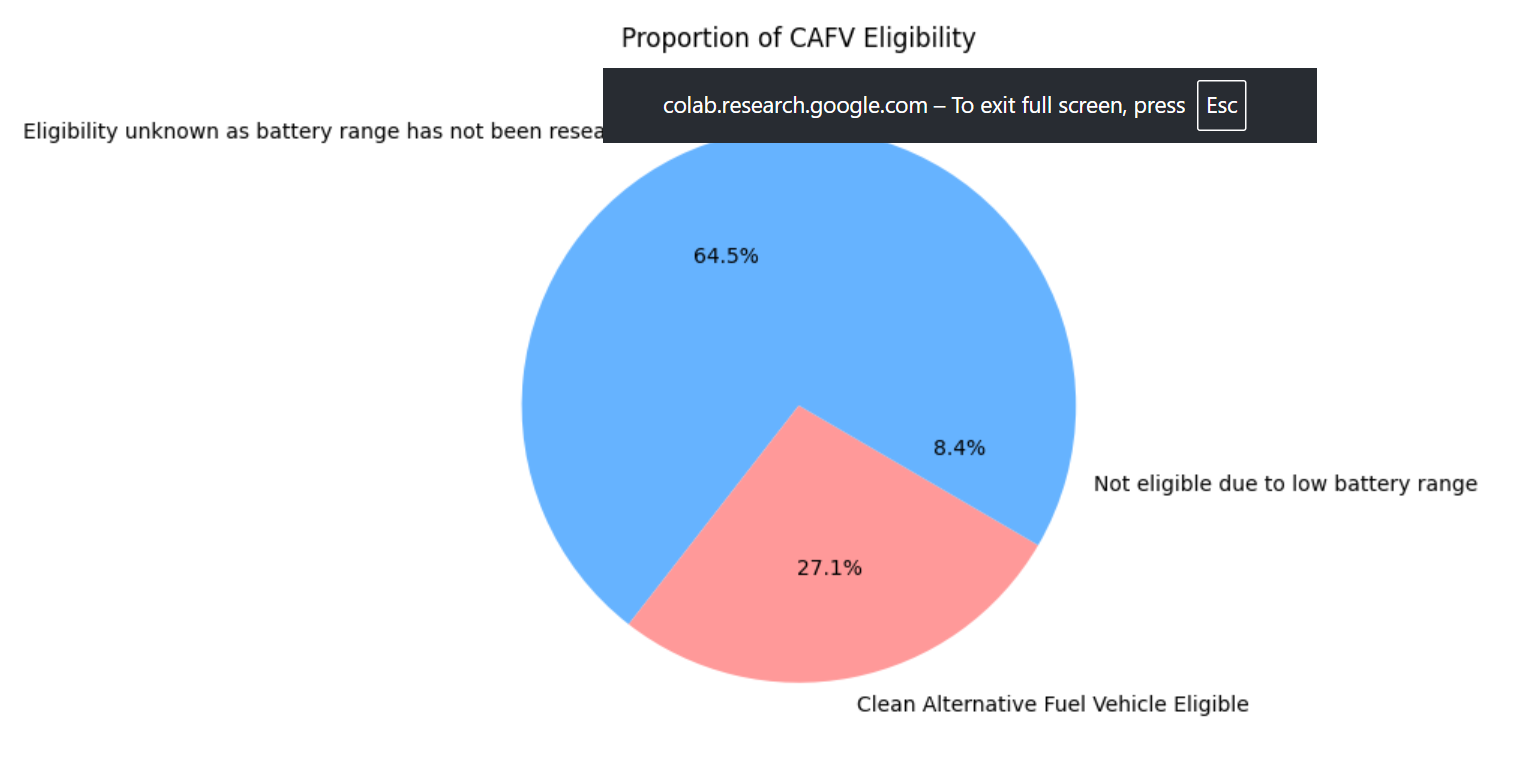 Proportion of CAFV Eligibility
colab.research.google.com – To exit full screen, press Esc
Eligibility unknown as battery range has not been
64.5%
8.4%
Not eligible due to low battery range
27.1%
Clean Alternative Fuel Vehicle Eligible